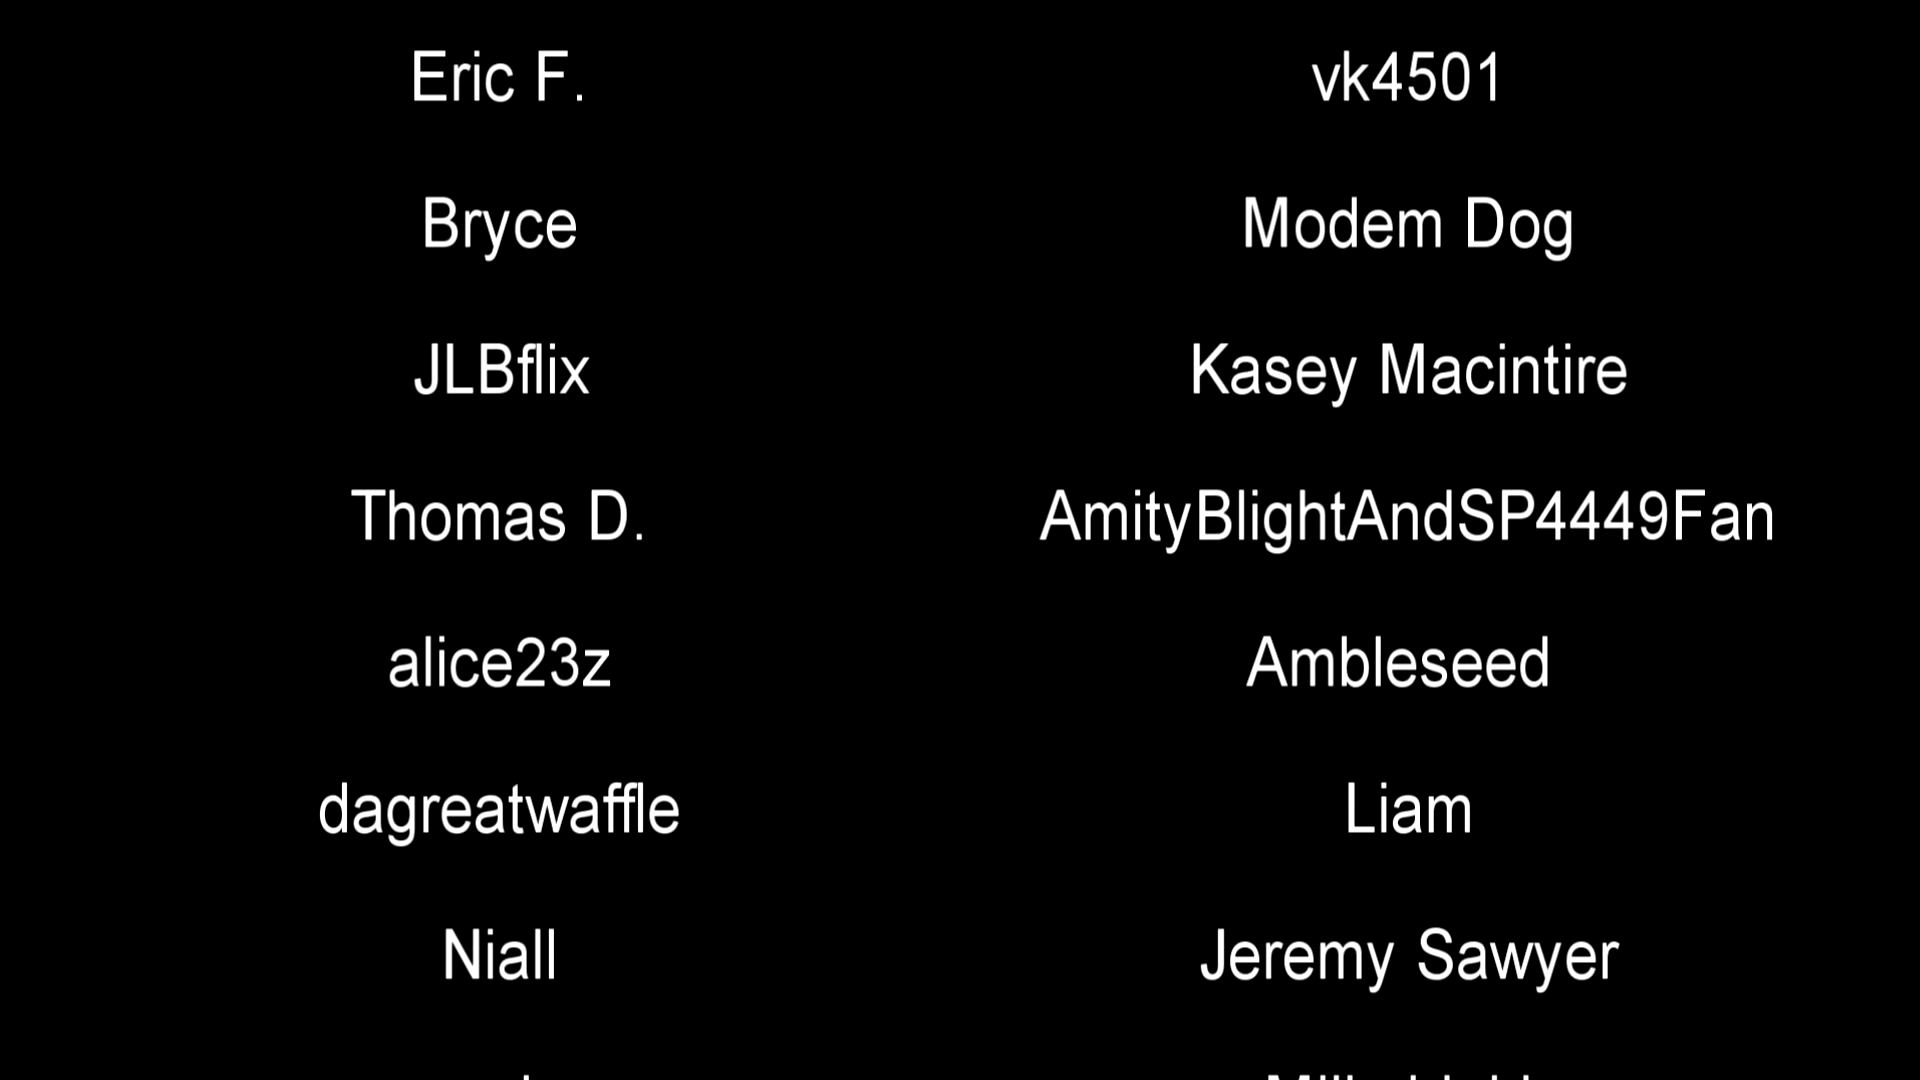 Eric F.
vk4501
Bryce
Modem Dog
JLBflix
Kasey Macintire
Thomas D.
AmityBlightAndSP4449Fan
alice23z
Ambleseed
dagreatwaffle
Liam
Niall
Jeremy Sawyer